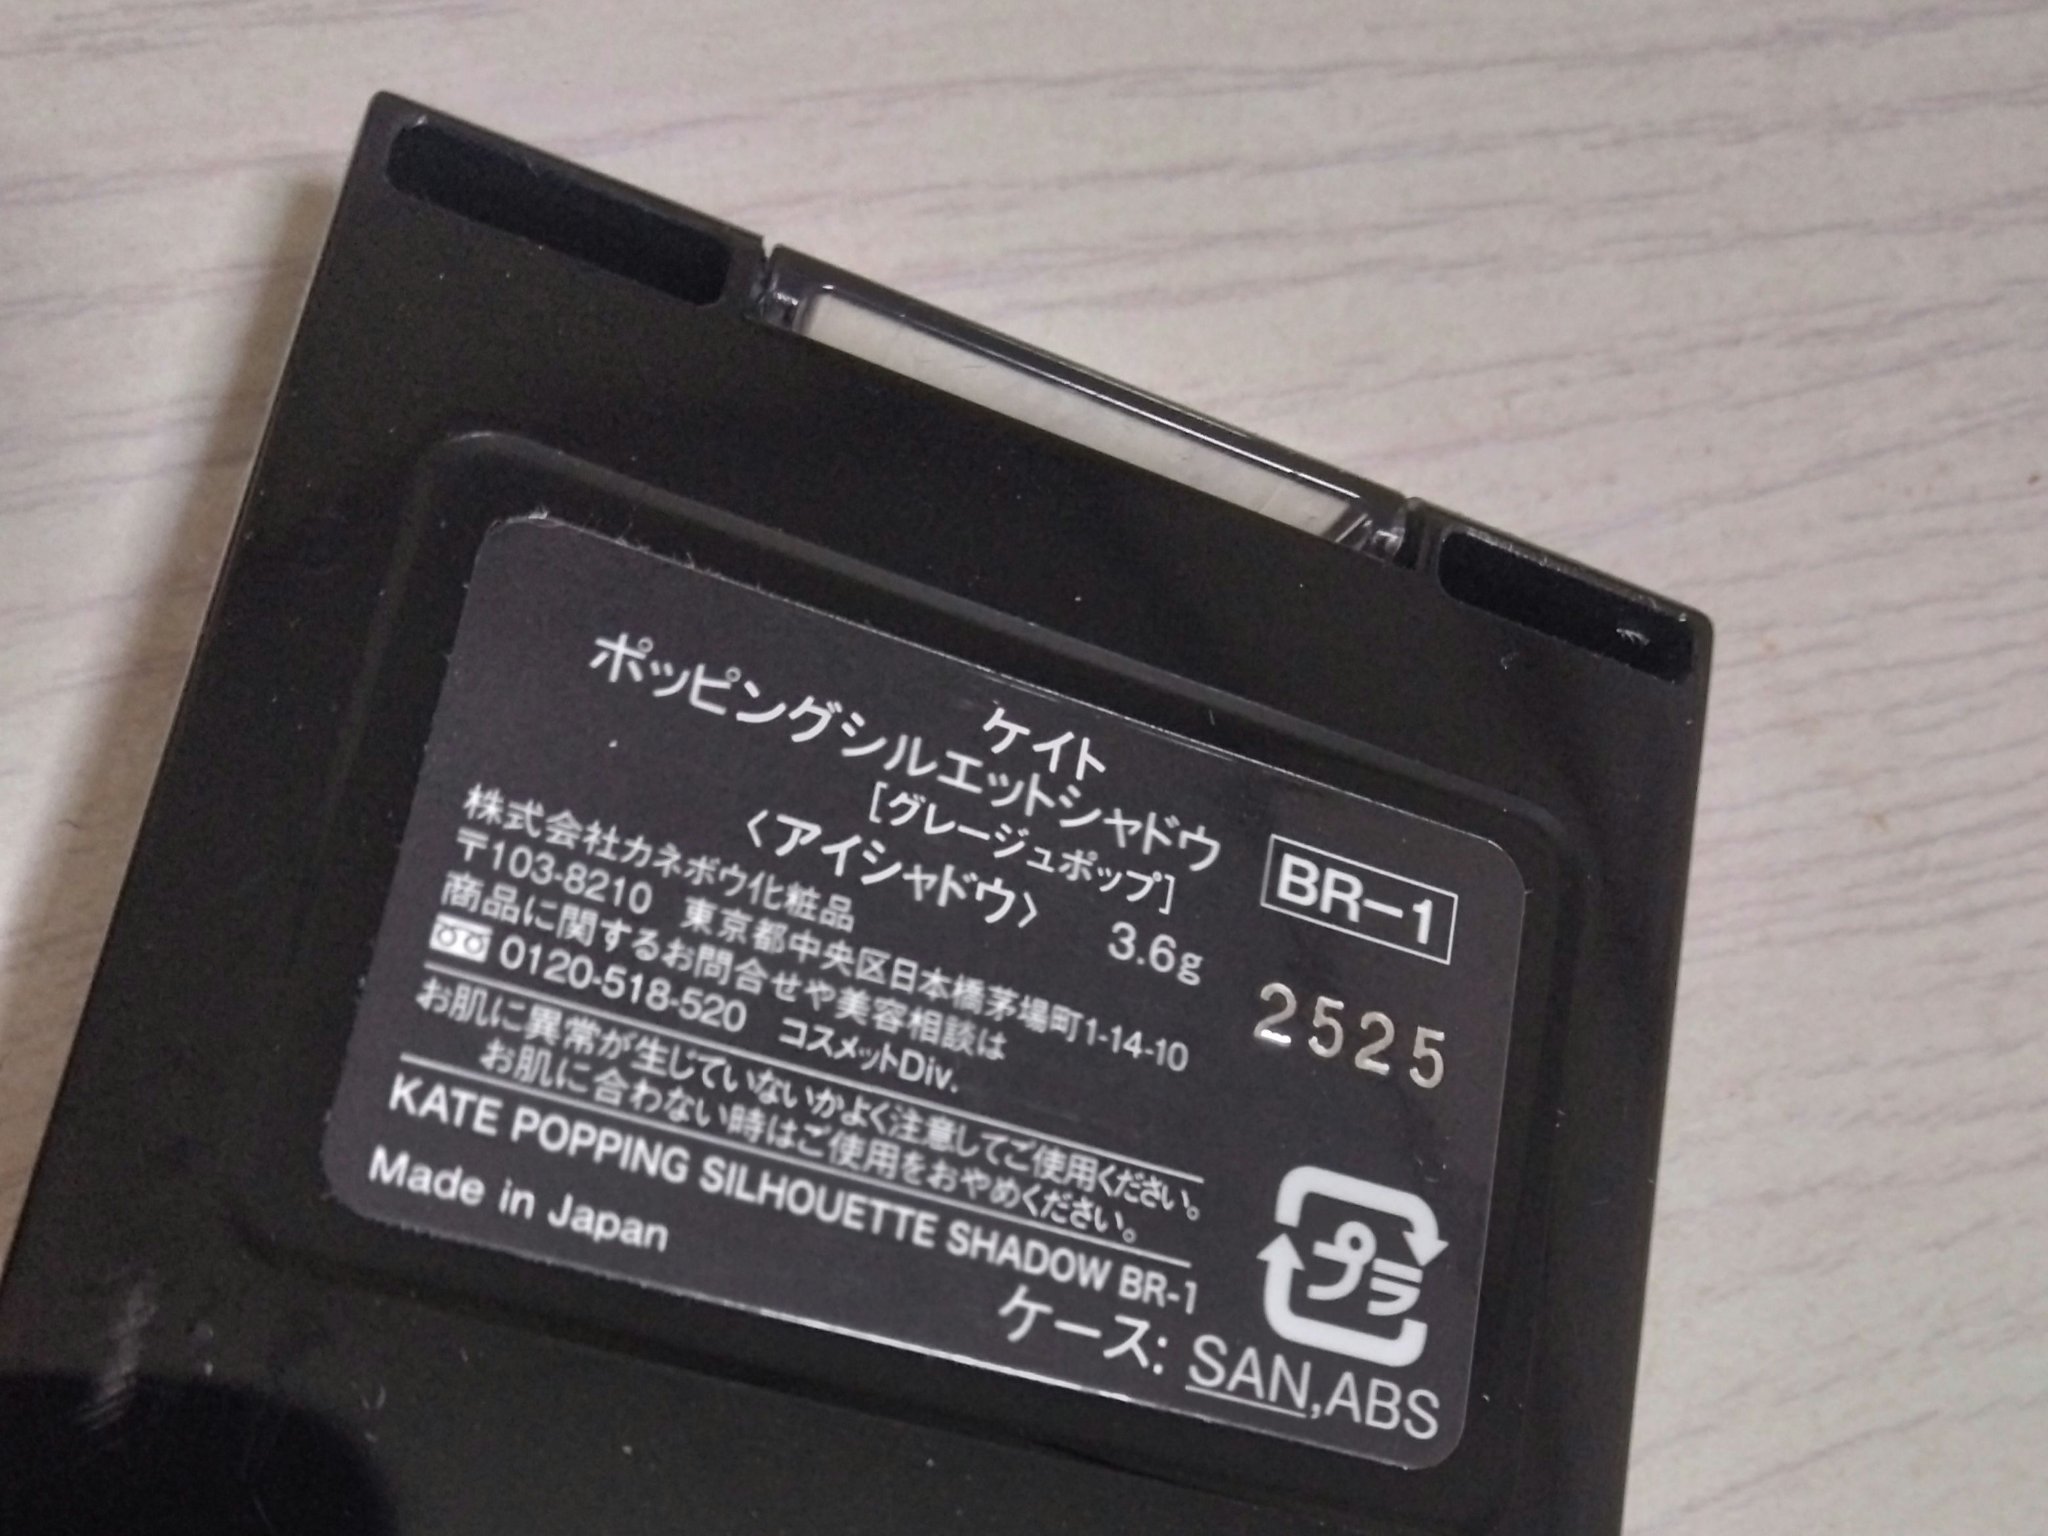 ケイト
ポッピングシルエットシャドウ
[グレージュポップ]
BR-1
〈アイシャドウ〉 3.6g
2525
株式会社カネボウ化粧品
〒103-8210 東京都中央区日本橋茅場町1-14-10
商品に関するお問合せや美容相談は
0120-518-520 コスメットDiv.
お肌に異常が生じていないかよく注意してご使用ください。
お肌に合わない時はご使用をおやめください。
KATE POPPING SILHOUETTE SHADOW BR-1
Made in Japan
プラ
ケース: SAN,ABS